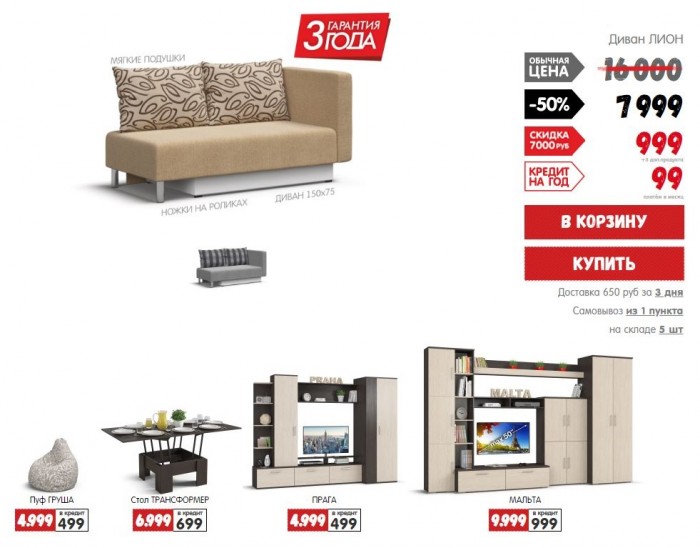 3 ГАРАНТИЯ
ГОДА
МЯГКИЕ ПОДУШКИ
НОЖКИ НА РОЛИКАХ
ДИВАН 150х75
Диван ЛИОН
ОБЫЧНАЯ
ЦЕНА
16 000
-50%
7 999
СКИДКА
7000 РУБ
999
КРЕДИТ
НА ГОД
99
В КОРЗИНУ
КУПИТЬ
Доставка 650 руб за 3 дня
Самовывоз из 1 пункта
на складе 5 шт
PRAHA
MALTA
max 60"
Пуф ГРУША
4.999 в кредит 499
Стол ТРАНСФОРМЕР
6.999 в кредит 699
ПРАГА
4.999 в кредит 499
МАЛЬТА
9.999 в кредит 999